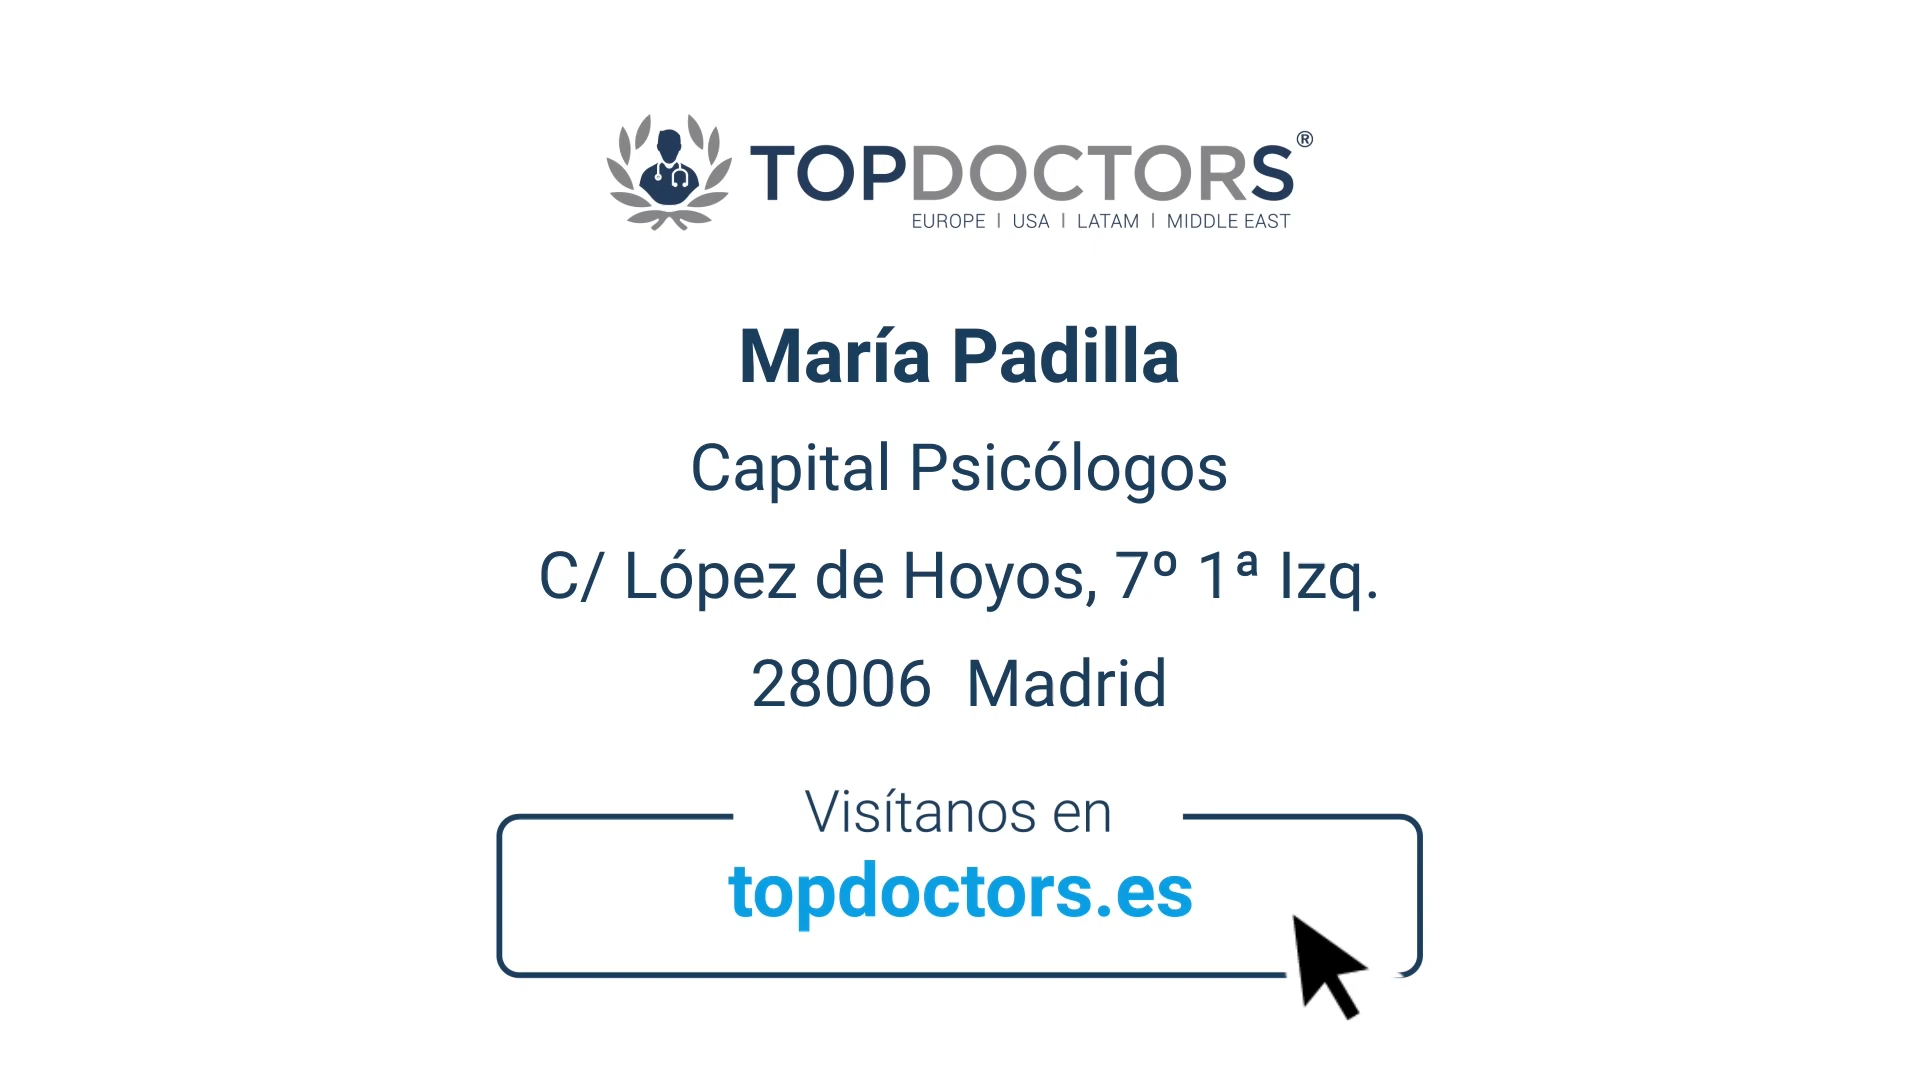 TOPDOCTORS®
EUROPE | USA | LATAM | MIDDLE EAST
María Padilla
Capital Psicólogos
C/ López de Hoyos, 7º 1ª Izq.
28006  Madrid
Visítanos en
topdoctors.es